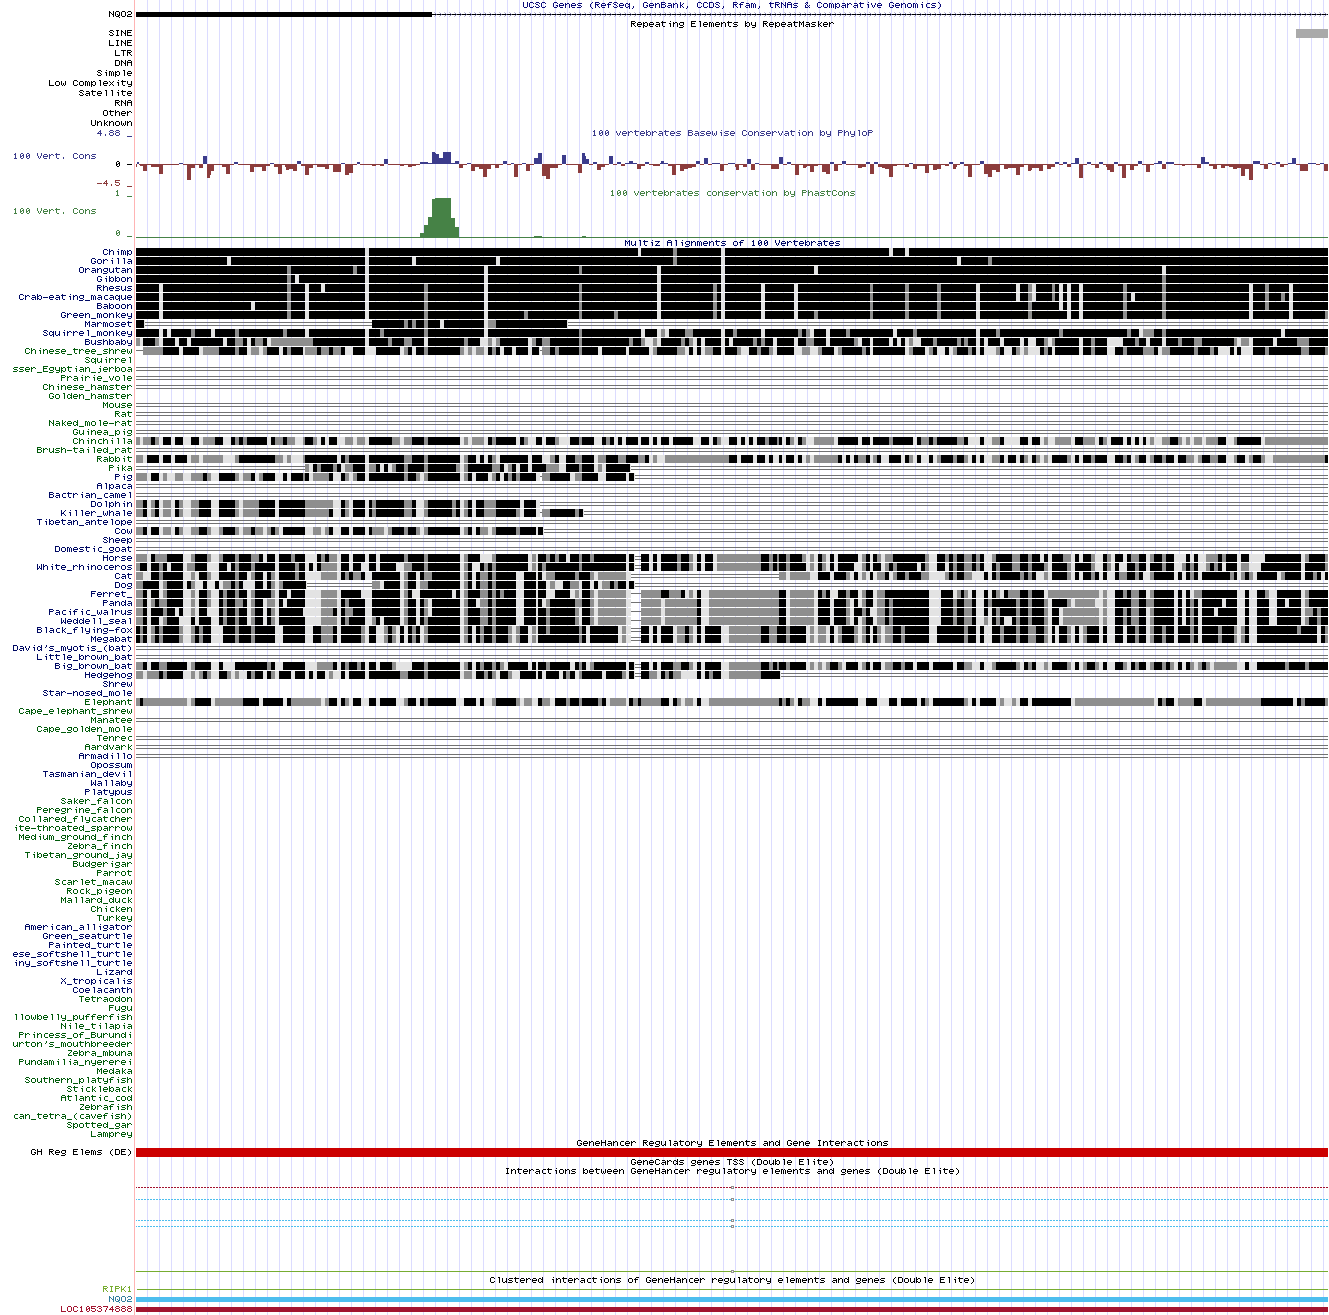 UCSC Genes (RefSeq, GenBank, CCDS, Rfam, tRNAs & Comparative Genomics)
NQO2
Repeating Elements by RepeatMasker
SINE
LINE
LTR
DNA
Simple
Low Complexity
Satellite
RNA
Other
Unknown
4.88 _
100 vertebrates Basewise Conservation by PhyloP
100 Vert. Cons
0 –
-4.5 _
1 _
100 vertebrates conservation by PhastCons
100 Vert. Cons
0 _
Multiz Alignments of 100 Vertebrates
Chimp
Gorilla
Orangutan
Gibbon
Rhesus
Crab-eating_macaque
Baboon
Green_monkey
Marmoset
Squirrel_monkey
Bushbaby
Chinese_tree_shrew
Squirrel
sser_Egyptian_jerboa
Prairie_vole
Chinese_hamster
Golden_hamster
Mouse
Rat
Naked_mole-rat
Guinea_pig
Chinchilla
Brush-tailed_rat
Rabbit
Pika
Pig
Alpaca
Bactrian_camel
Dolphin
Killer_whale
Tibetan_antelope
Cow
Sheep
Domestic_goat
Horse
White_rhinoceros
Cat
Dog
Ferret_
Panda
Pacific_walrus
Weddell_seal
Black_flying-fox
Megabat
David's_myotis_(bat)
Little_brown_bat
Big_brown_bat
Hedgehog
Shrew
Star-nosed_mole
Elephant
Cape_elephant_shrew
Manatee
Cape_golden_mole
Tenrec
Aardvark
Armadillo
Opossum
Tasmanian_devil
Wallaby
Platypus
Saker_falcon
Peregrine_falcon
Collared_flycatcher
ite-throated_sparrow
Medium_ground_finch
Zebra_finch
Tibetan_ground_jay
Budgerigar
Parrot
Scarlet_macaw
Rock_pigeon
Mallard_duck
Chicken
Turkey
American_alligator
Green_seaturtle
Painted_turtle
ese_softshell_turtle
iny_softshell_turtle
Lizard
X_tropicalis
Coelacanth
Tetraodon
Fugu
llowbelly_pufferfish
Nile_tilapia
Princess_of_Burundi
urton's_mouthbreeder
Zebra_mbuna
Pundamilia_nyererei
Medaka
Southern_platyfish
Stickleback
Atlantic_cod
Zebrafish
can_tetra_(cavefish)
Spotted_gar
Lamprey
GeneHancer Regulatory Elements and Gene Interactions
GH Reg Elems (DE)
GeneCards genes TSS (Double Elite)
Interactions between GeneHancer regulatory elements and genes (Double Elite)
Clustered interactions of GeneHancer regulatory elements and genes (Double Elite)
RIPK1
NQO2
LOC105374888